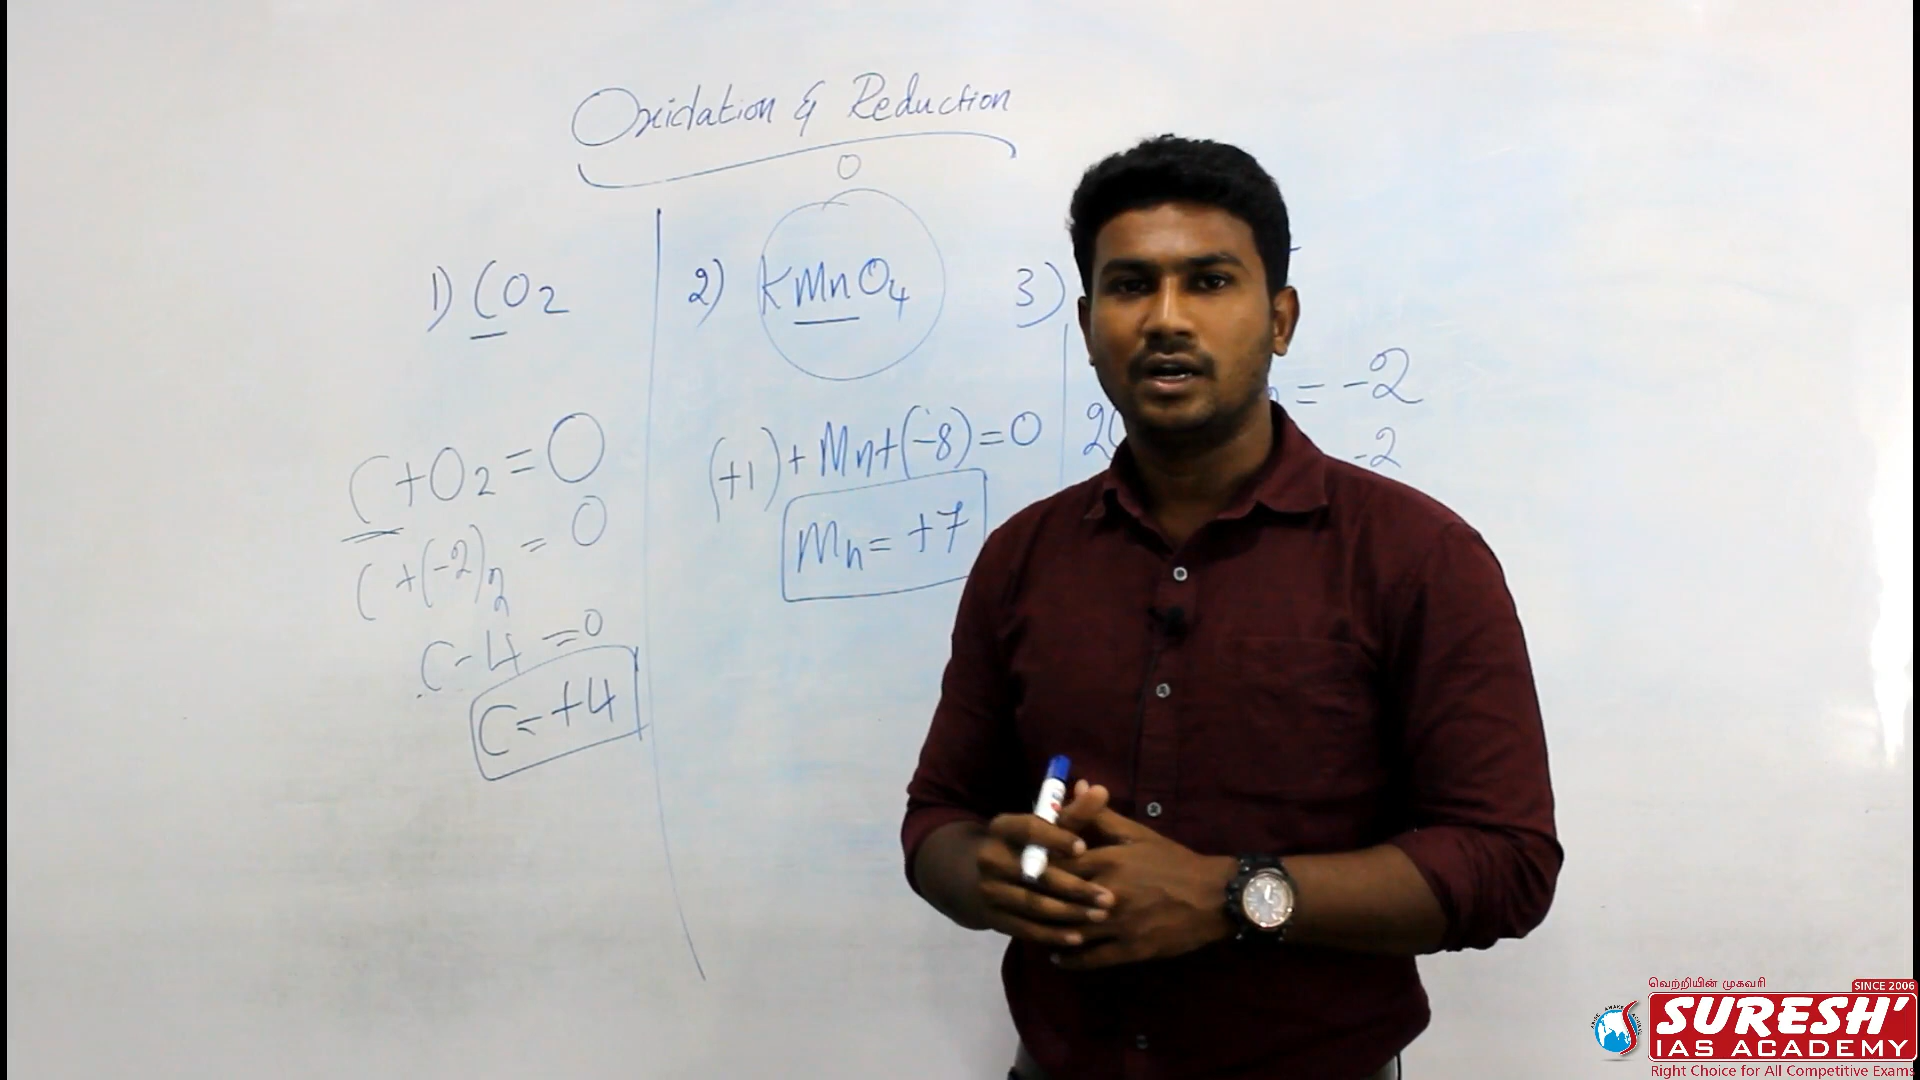 Oxidation & Reduction
1) CO2
C+O2=0
C+(-2)2=0
C-4=0
C=+4
0
2) KMnO4
(+1)+Mn+(-8)=0
Mn=+7
3)
= -2
-2
வெற்றியின் முகவரி
SINCE 2006
SURESH'
IAS ACADEMY
Right Choice for All Competitive Exams